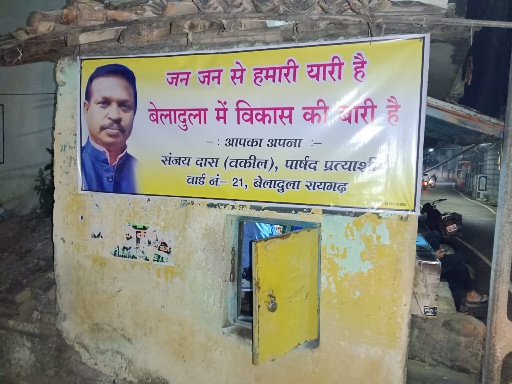 जन जन से हमारी यारी है
बेलादुला में विकास की बारी है
-: आपका अपना :-
संजय दास (वकील), पार्षद प्रत्याशी
वार्ड नं- 21, बेलादुला रायगढ़